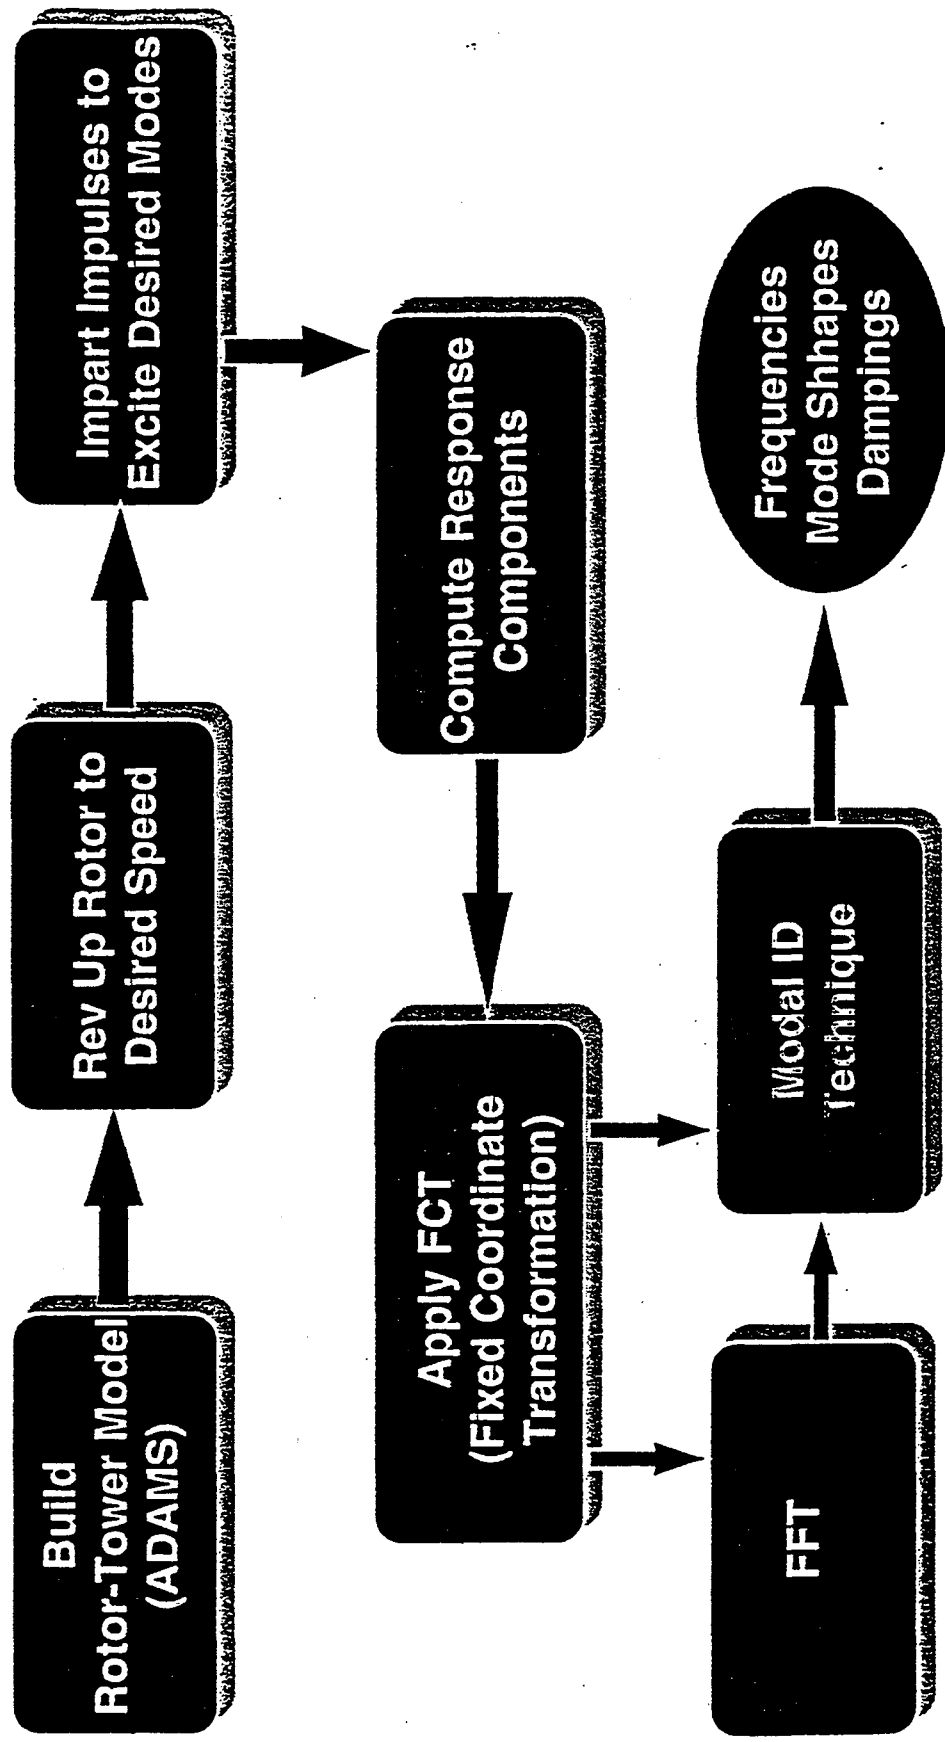 Build
Rotor-Tower Model
(ADAMS)
Rev Up Rotor to
Desired Speed
Impart Impulses to
Excite Desired Modes
Compute Response
Components
Apply FCT
(Fixed Coordinate
Transformation)
FFT
Modal ID
Technique
Frequencies
Mode Shhapes
Dampings